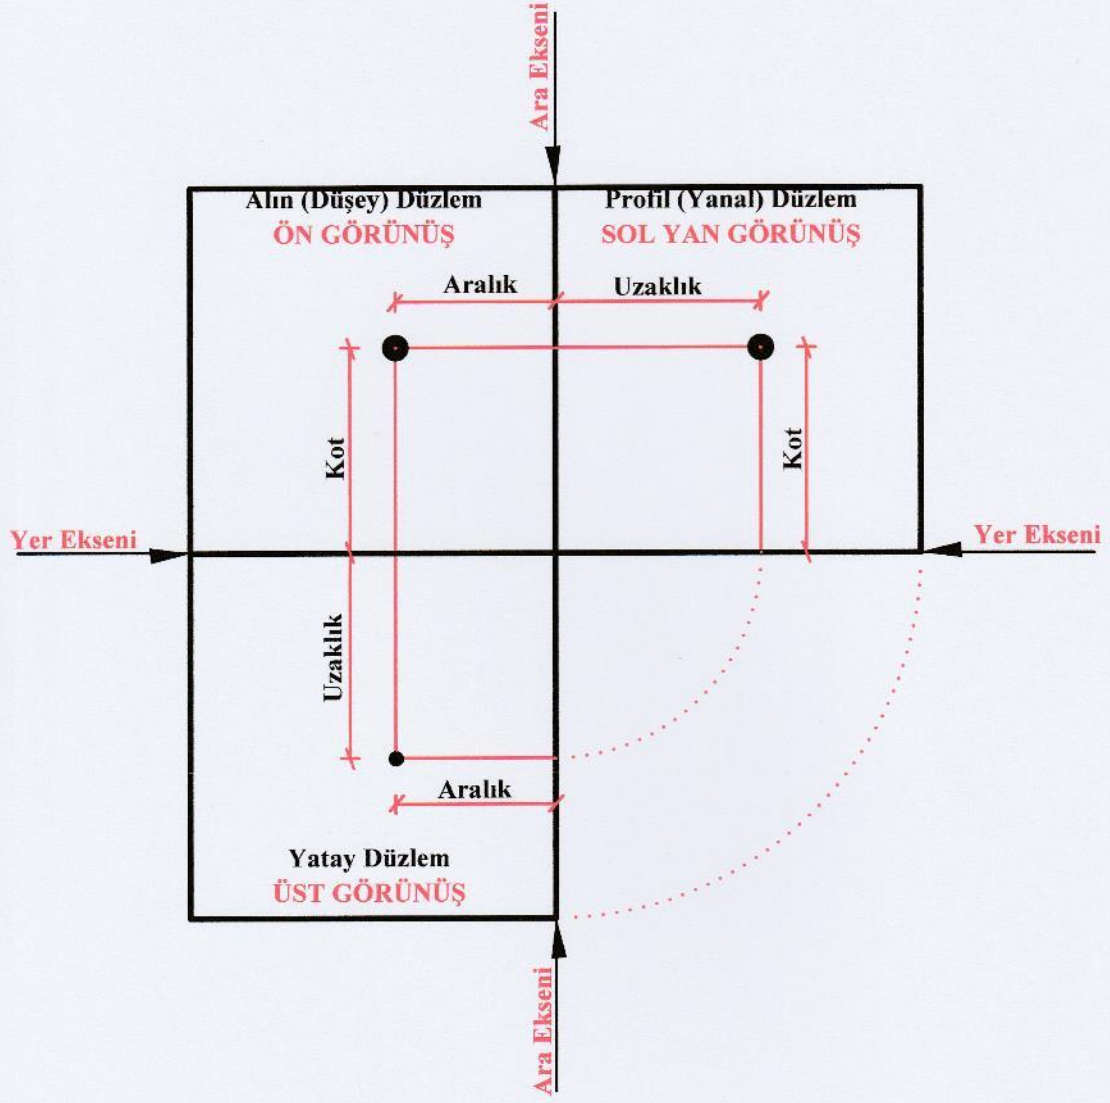 Ara Ekseni
Alın (Düşey) Düzlem
ÖN GÖRÜNÜŞ
Profil (Yanal) Düzlem
SOL YAN GÖRÜNÜŞ
Aralık
Uzaklık
Kot
Kot
Yer Ekseni
Yer Ekseni
Uzaklık
Aralık
Yatay Düzlem
ÜST GÖRÜNÜŞ
Ara Ekseni